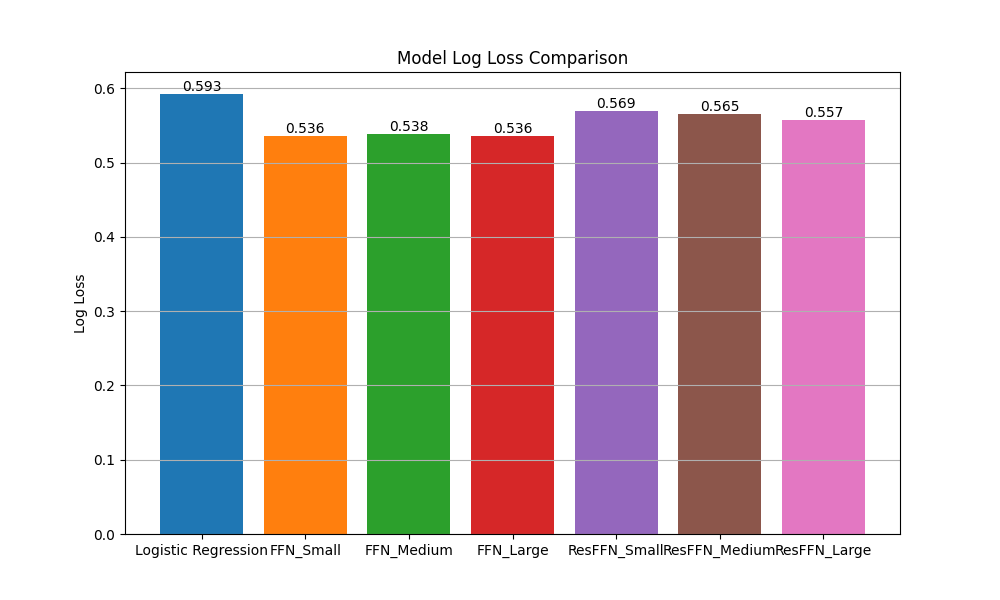 Model Log Loss Comparison
0.593
0.536
0.538
0.536
0.569
0.565
0.557
Log Loss
0.6
0.5
0.4
0.3
0.2
0.1
0.0
Logistic Regression
FFN_Small
FFN_Medium
FFN_Large
ResFFN_Small
ResFFN_Medium
ResFFN_Large